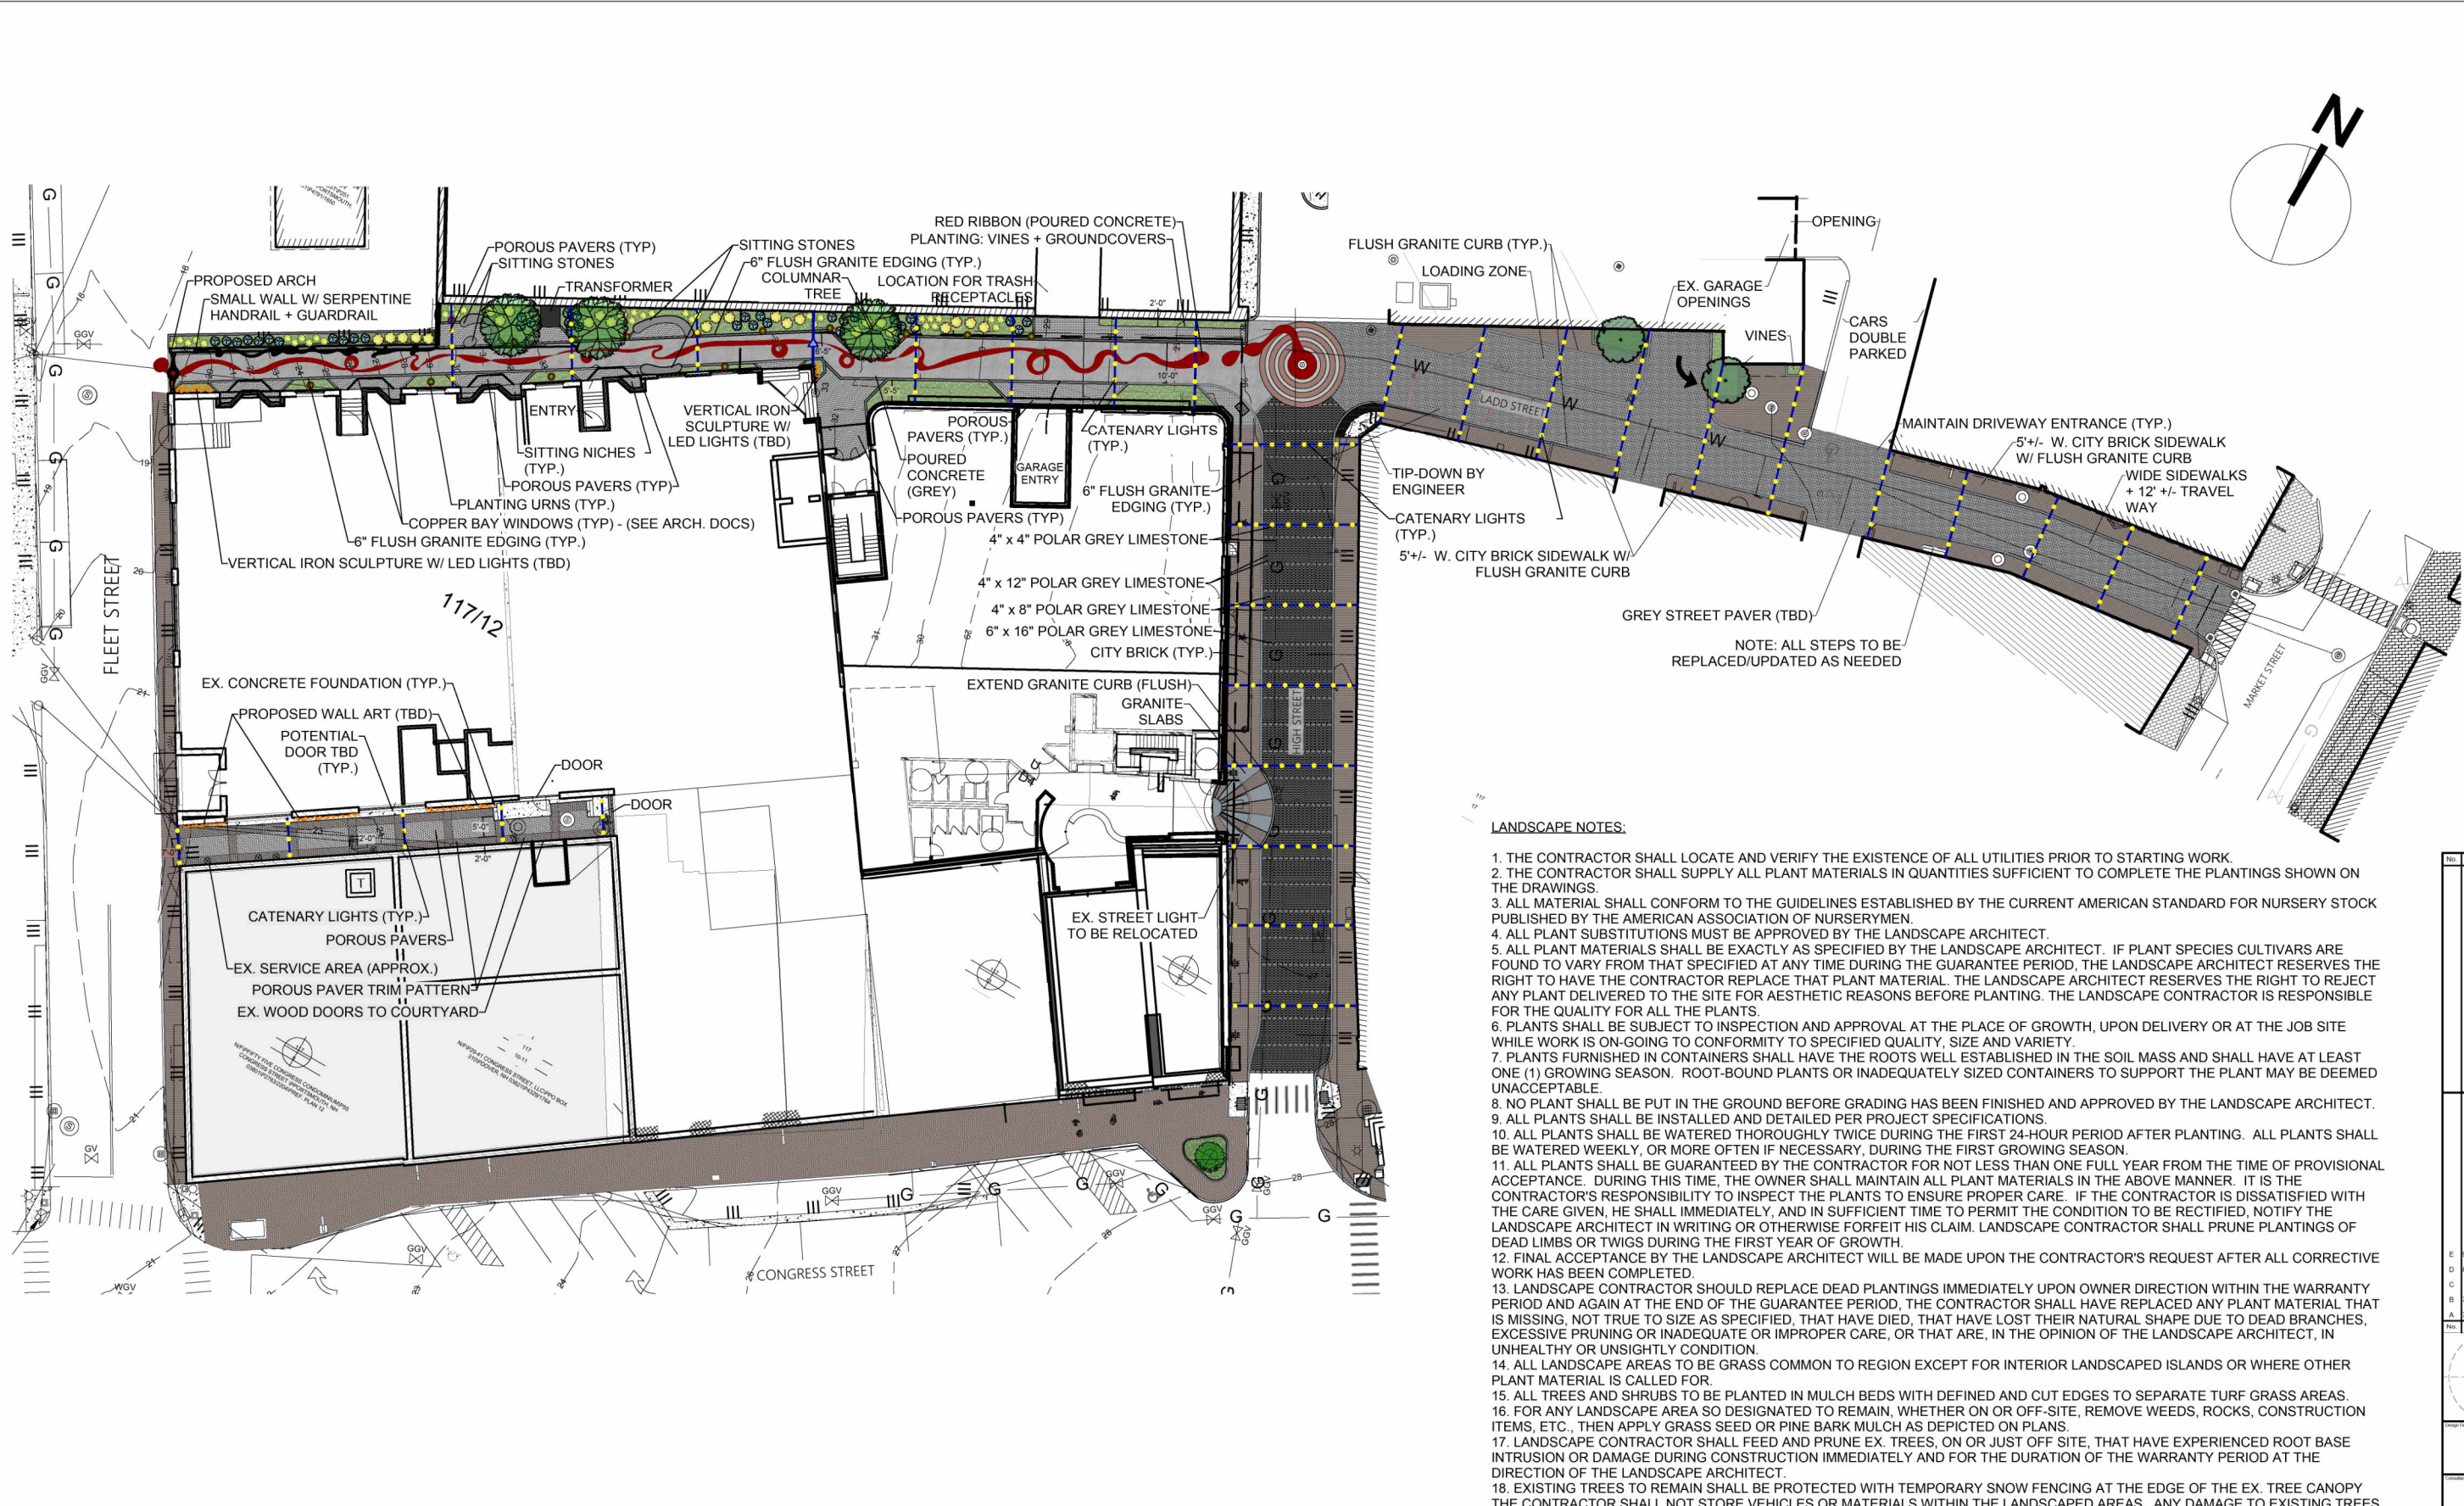 N
OPENING
RED RIBBON (POURED CONCRETE)
PLANTING: VINES + GROUNDCOVERS
POROUS PAVERS (TYP)
SITTING STONES
SITTING STONES
6" FLUSH GRANITE EDGING (TYP.)
COLUMNAR TREE
LOCATION FOR TRASH RECEPTACLES
TRANSFORMER
PROPOSED ARCH
SMALL WALL W/ SERPENTINE
HANDRAIL + GUARDRAIL
FLUSH GRANITE CURB (TYP.)
LOADING ZONE
EX. GARAGE
OPENINGS
VINES
CARS
DOUBLE
PARKED
2'-0"
10'-0"
5'-5"
LADD STREET
W
W
W
ENTRY
VERTICAL IRON
SCULPTURE W/
LED LIGHTS (TBD)
SITTING NICHES
(TYP.)
POROUS PAVERS (TYP)
PLANTING URNS (TYP.)
COPPER BAY WINDOWS (TYP) - (SEE ARCH. DOCS)
6" FLUSH GRANITE EDGING (TYP.)
VERTICAL IRON SCULPTURE W/ LED LIGHTS (TBD)
POROUS
PAVERS (TYP.)
POURED
CONCRETE
(GREY)
GARAGE
ENTRY
CATENARY LIGHTS
(TYP.)
POROUS PAVERS (TYP)
6" FLUSH GRANITE
EDGING (TYP.)
4" x 4" POLAR GREY LIMESTONE
4" x 12" POLAR GREY LIMESTONE
4" x 8" POLAR GREY LIMESTONE
6" x 16" POLAR GREY LIMESTONE
CITY BRICK (TYP.)
EXTEND GRANITE CURB (FLUSH)
GRANITE
SLABS
TIP-DOWN BY
ENGINEER
CATENARY LIGHTS
(TYP.)
5'+/- W. CITY BRICK SIDEWALK W/
FLUSH GRANITE CURB
MAINTAIN DRIVEWAY ENTRANCE (TYP.)
5'+/- W. CITY BRICK SIDEWALK
W/ FLUSH GRANITE CURB
WIDE SIDEWALKS
+ 12' +/- TRAVEL
WAY
GREY STREET PAVER (TBD)
NOTE: ALL STEPS TO BE
REPLACED/UPDATED AS NEEDED
MARKET STREET
HIGH STREET
FLEET STREET
117/12
EX. CONCRETE FOUNDATION (TYP.)
PROPOSED WALL ART (TBD)
POTENTIAL
DOOR TBD
(TYP.)
DOOR
DOOR
5'-0"
2'-0"
2'-0"
CATENARY LIGHTS (TYP.)
POROUS PAVERS
EX. SERVICE AREA (APPROX.)
POROUS PAVER TRIM PATTERN
EX. WOOD DOORS TO COURTYARD
T
EX. STREET LIGHT
TO BE RELOCATED
CONGRESS STREET
GGV
GGV
GV
WGV
GGV
GGV
GGV
GGV
LANDSCAPE NOTES:
1. THE CONTRACTOR SHALL LOCATE AND VERIFY THE EXISTENCE OF ALL UTILITIES PRIOR TO STARTING WORK.
2. THE CONTRACTOR SHALL SUPPLY ALL PLANT MATERIALS IN QUANTITIES SUFFICIENT TO COMPLETE THE PLANTINGS SHOWN ON
THE DRAWINGS.
3. ALL MATERIAL SHALL CONFORM TO THE GUIDELINES ESTABLISHED BY THE CURRENT AMERICAN STANDARD FOR NURSERY STOCK
PUBLISHED BY THE AMERICAN ASSOCIATION OF NURSERYMEN.
4. ALL PLANT SUBSTITUTIONS MUST BE APPROVED BY THE LANDSCAPE ARCHITECT.
5. ALL PLANT MATERIALS SHALL BE EXACTLY AS SPECIFIED BY THE LANDSCAPE ARCHITECT. IF PLANT SPECIES CULTIVARS ARE
FOUND TO VARY FROM THAT SPECIFIED AT ANY TIME DURING THE GUARANTEE PERIOD, THE LANDSCAPE ARCHITECT RESERVES THE
RIGHT TO HAVE THE CONTRACTOR REPLACE THAT PLANT MATERIAL. THE LANDSCAPE ARCHITECT RESERVES THE RIGHT TO REJECT
ANY PLANT DELIVERED TO THE SITE FOR AESTHETIC REASONS BEFORE PLANTING. THE LANDSCAPE CONTRACTOR IS RESPONSIBLE
FOR THE QUALITY FOR ALL THE PLANTS.
6. PLANTS SHALL BE SUBJECT TO INSPECTION AND APPROVAL AT THE PLACE OF GROWTH, UPON DELIVERY OR AT THE JOB SITE
WHILE WORK IS ON-GOING TO CONFORMITY TO SPECIFIED QUALITY, SIZE AND VARIETY.
7. PLANTS FURNISHED IN CONTAINERS SHALL HAVE THE ROOTS WELL ESTABLISHED IN THE SOIL MASS AND SHALL HAVE AT LEAST
ONE (1) GROWING SEASON. ROOT-BOUND PLANTS OR INADEQUATELY SIZED CONTAINERS TO SUPPORT THE PLANT MAY BE DEEMED
UNACCEPTABLE.
8. NO PLANT SHALL BE PUT IN THE GROUND BEFORE GRADING HAS BEEN FINISHED AND APPROVED BY THE LANDSCAPE ARCHITECT.
9. ALL PLANTS SHALL BE INSTALLED AND DETAILED PER PROJECT SPECIFICATIONS.
10. ALL PLANTS SHALL BE WATERED THOROUGHLY TWICE DURING THE FIRST 24-HOUR PERIOD AFTER PLANTING. ALL PLANTS SHALL
BE WATERED WEEKLY, OR MORE OFTEN IF NECESSARY, DURING THE FIRST GROWING SEASON.
11. ALL PLANTS SHALL BE GUARANTEED BY THE CONTRACTOR FOR NOT LESS THAN ONE FULL YEAR FROM THE TIME OF PROVISIONAL
ACCEPTANCE. DURING THIS TIME, THE OWNER SHALL MAINTAIN ALL PLANT MATERIALS IN THE ABOVE MANNER. IT IS THE
CONTRACTOR'S RESPONSIBILITY TO INSPECT THE PLANTS TO ENSURE PROPER CARE. IF THE CONTRACTOR IS DISSATISFIED WITH
THE CARE GIVEN, HE SHALL IMMEDIATELY, AND IN SUFFICIENT TIME TO PERMIT THE CONDITION TO BE RECTIFIED, NOTIFY THE
LANDSCAPE ARCHITECT IN WRITING OR OTHERWISE FORFEIT HIS CLAIM. LANDSCAPE CONTRACTOR SHALL PRUNE PLANTINGS OF
DEAD LIMBS OR TWIGS DURING THE FIRST YEAR OF GROWTH.
12. FINAL ACCEPTANCE BY THE LANDSCAPE ARCHITECT WILL BE MADE UPON THE CONTRACTOR'S REQUEST AFTER ALL CORRECTIVE
WORK HAS BEEN COMPLETED.
13. LANDSCAPE CONTRACTOR SHOULD REPLACE DEAD PLANTINGS IMMEDIATELY UPON OWNER DIRECTION WITHIN THE WARRANTY
PERIOD AND AGAIN AT THE END OF THE GUARANTEE PERIOD, THE CONTRACTOR SHALL HAVE REPLACED ANY PLANT MATERIAL THAT
IS MISSING, NOT TRUE TO SIZE AS SPECIFIED, THAT HAVE DIED, THAT HAVE LOST THEIR NATURAL SHAPE DUE TO DEAD BRANCHES,
EXCESSIVE PRUNING OR INADEQUATE OR IMPROPER CARE, OR THAT ARE, IN THE OPINION OF THE LANDSCAPE ARCHITECT, IN
UNHEALTHY OR UNSIGHTLY CONDITION.
14. ALL LANDSCAPE AREAS TO BE GRASS COMMON TO REGION EXCEPT FOR INTERIOR LANDSCAPED ISLANDS OR WHERE OTHER
PLANT MATERIAL IS CALLED FOR.
15. ALL TREES AND SHRUBS TO BE PLANTED IN MULCH BEDS WITH DEFINED AND CUT EDGES TO SEPARATE TURF GRASS AREAS.
16. FOR ANY LANDSCAPE AREA SO DESIGNATED TO REMAIN, WHETHER ON OR OFF-SITE, REMOVE WEEDS, ROCKS, CONSTRUCTION
ITEMS, ETC., THEN APPLY GRASS SEED OR PINE BARK MULCH AS DEPICTED ON PLANS.
17. LANDSCAPE CONTRACTOR SHALL FEED AND PRUNE EX. TREES, ON OR JUST OFF SITE, THAT HAVE EXPERIENCED ROOT BASE
INTRUSION OR DAMAGE DURING CONSTRUCTION IMMEDIATELY AND FOR THE DURATION OF THE WARRANTY PERIOD AT THE
DIRECTION OF THE LANDSCAPE ARCHITECT.
18. EXISTING TREES TO REMAIN SHALL BE PROTECTED WITH TEMPORARY SNOW FENCING AT THE EDGE OF THE EX. TREE CANOPY
THE CONTRACTOR SHALL NOT STORE VEHICLES OR MATERIALS WITHIN THE LANDSCAPED AREAS. ANY DAMAGE TO EXISTING TREES